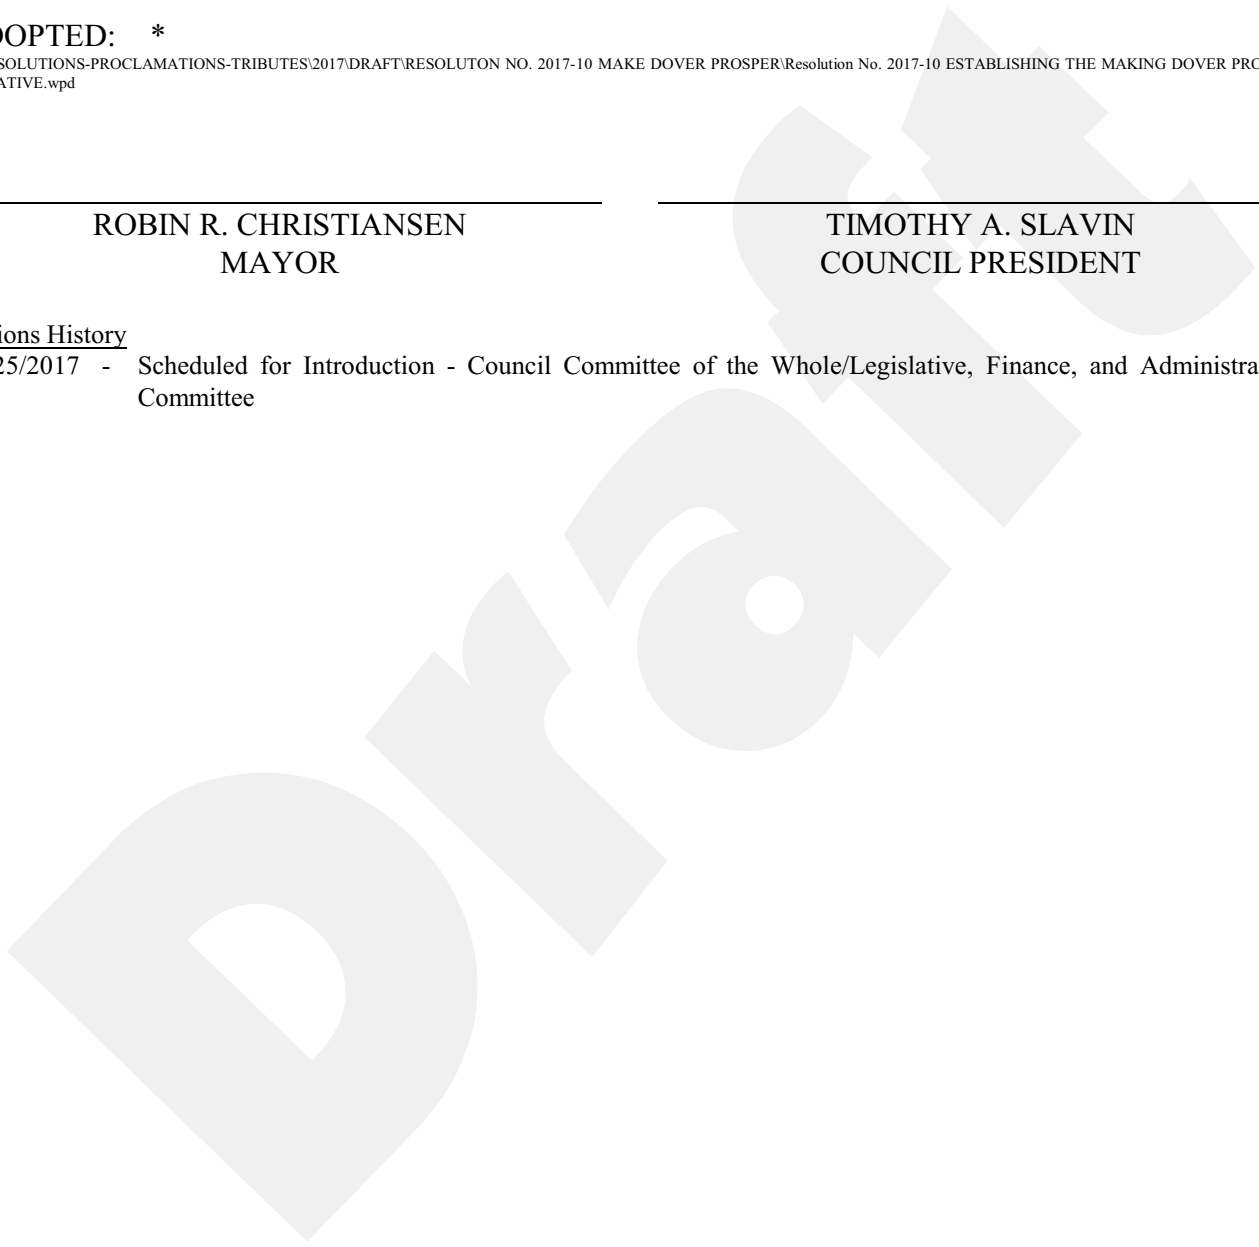 DOPTED: *
SOLUTIONS-PROCLAMATIONS-TRIBUTES\2017\DRAFT\RESOLUTON NO. 2017-10 MAKE DOVER PROSPER\Resolution No. 2017-10 ESTABLISHING THE MAKING DOVER PRO
ATIVE.wpd
ROBIN R. CHRISTIANSEN
MAYOR
TIMOTHY A. SLAVIN
COUNCIL PRESIDENT
ions History
25/2017 - Scheduled for Introduction - Council Committee of the Whole/Legislative, Finance, and Administra
Committee
Draft